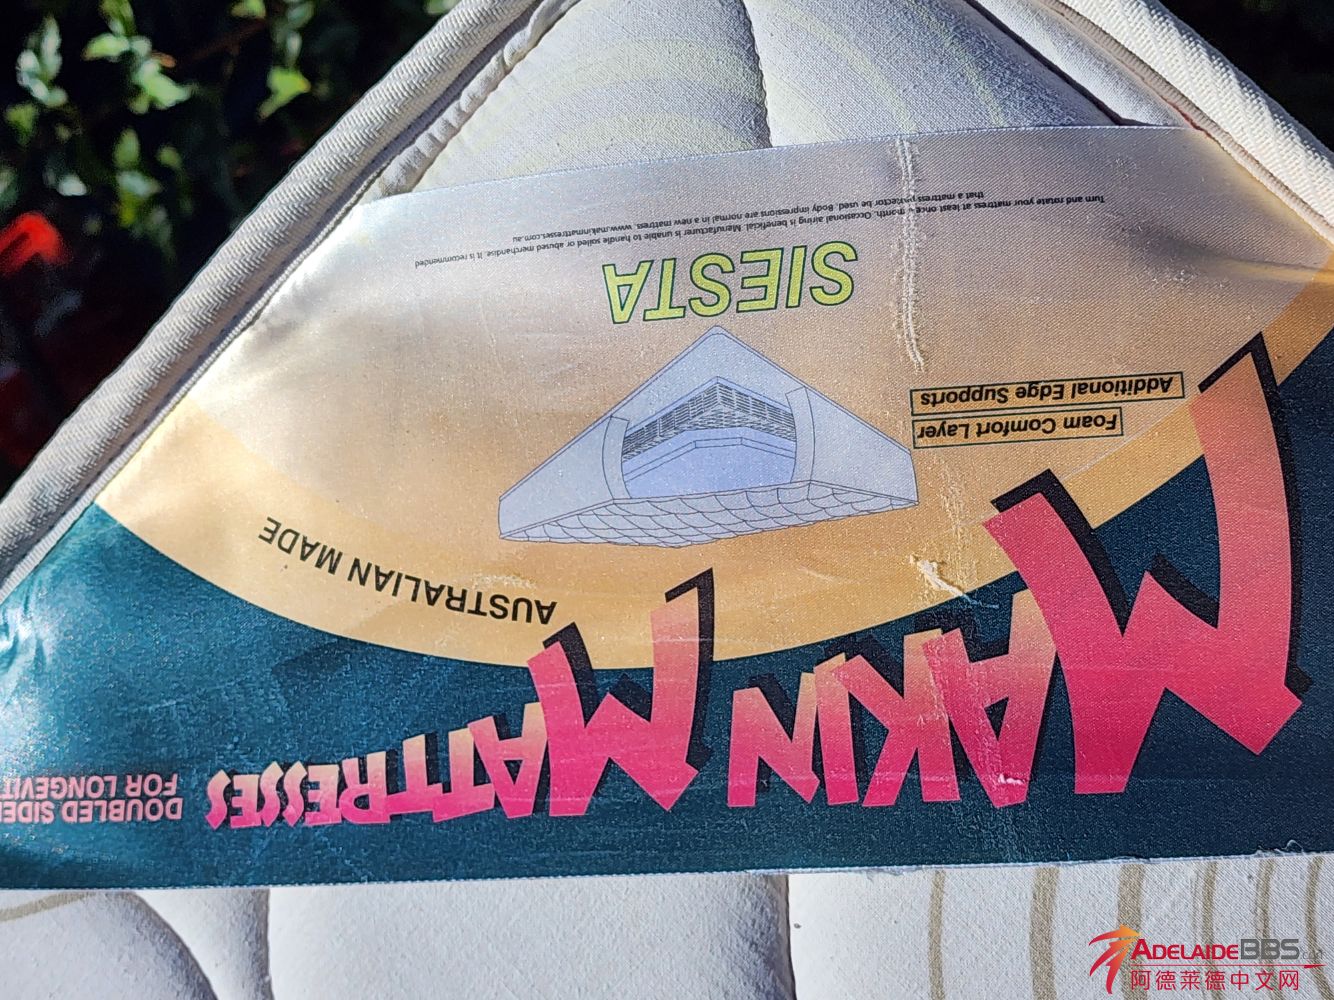 MAKIN MATTRESSES
DOUBLED SIDED
FOR LONGEVIT
AUSTRALIAN MADE
Foam Comfort Layer
Additional Edge Supports
SIESTA
Turn and rotate your mattress at least once a month. Occasional airing is beneficial. Manufacturer is unable to handle soiled or abused merchandise. It is recommended
that a mattress protector be used. Body impressions are normal in a new mattress. www.makinmattresses.com.au
ADELAIDEBBS
阿德莱德中文网